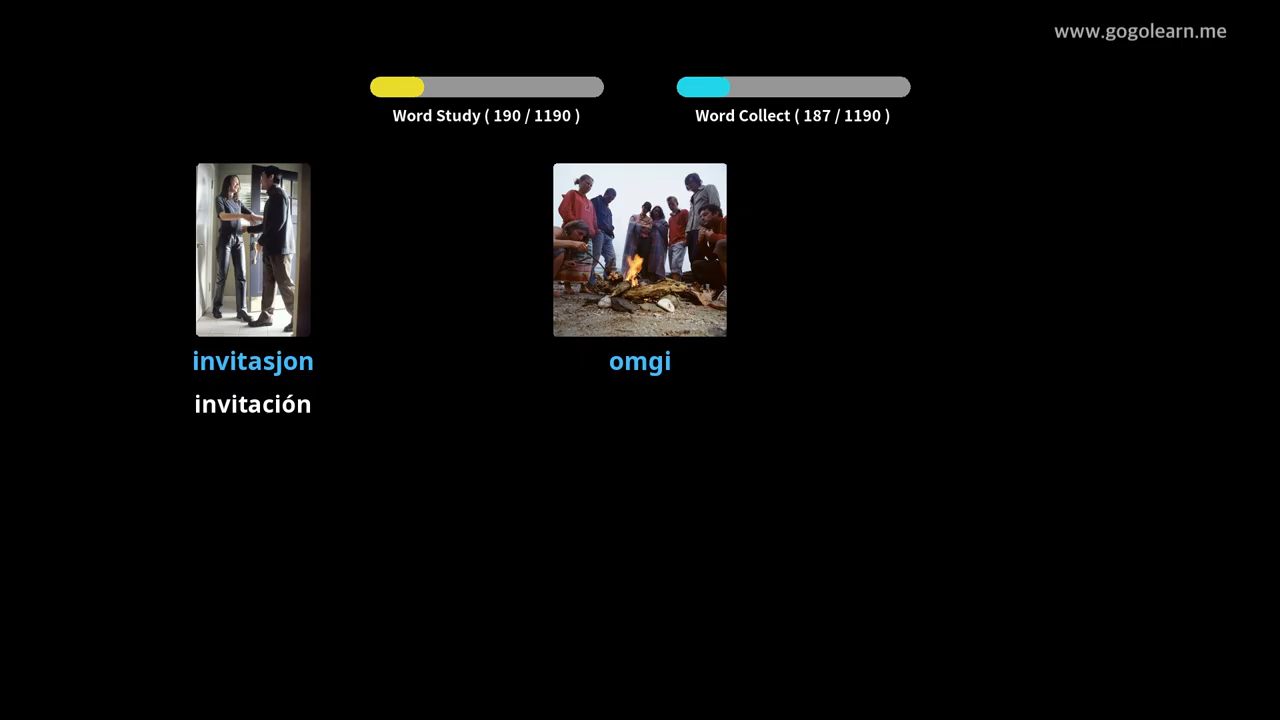 www.gogolearn.me
Word Study ( 190 / 1190 )
Word Collect ( 187 / 1190 )
invitasjon
omgi
invitación